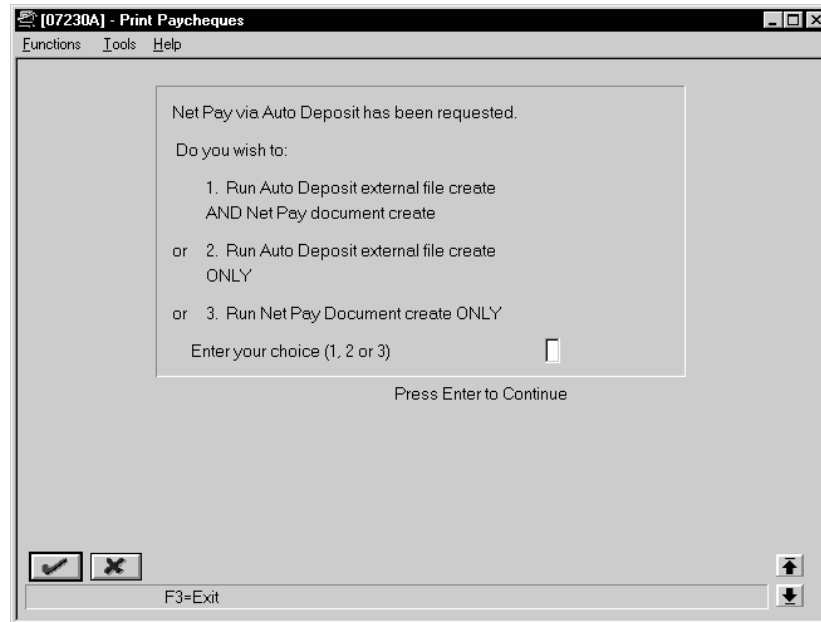 [07230A] - Print Paycheques
Functions Tools Help
Net Pay via Auto Deposit has been requested.
Do you wish to:
1. Run Auto Deposit external file create
AND Net Pay document create
or 2. Run Auto Deposit external file create
ONLY
or 3. Run Net Pay Document create ONLY
Enter your choice (1, 2 or 3)
Press Enter to Continue
F3=Exit